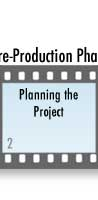 re-Production Pha
Planning the
Project
2